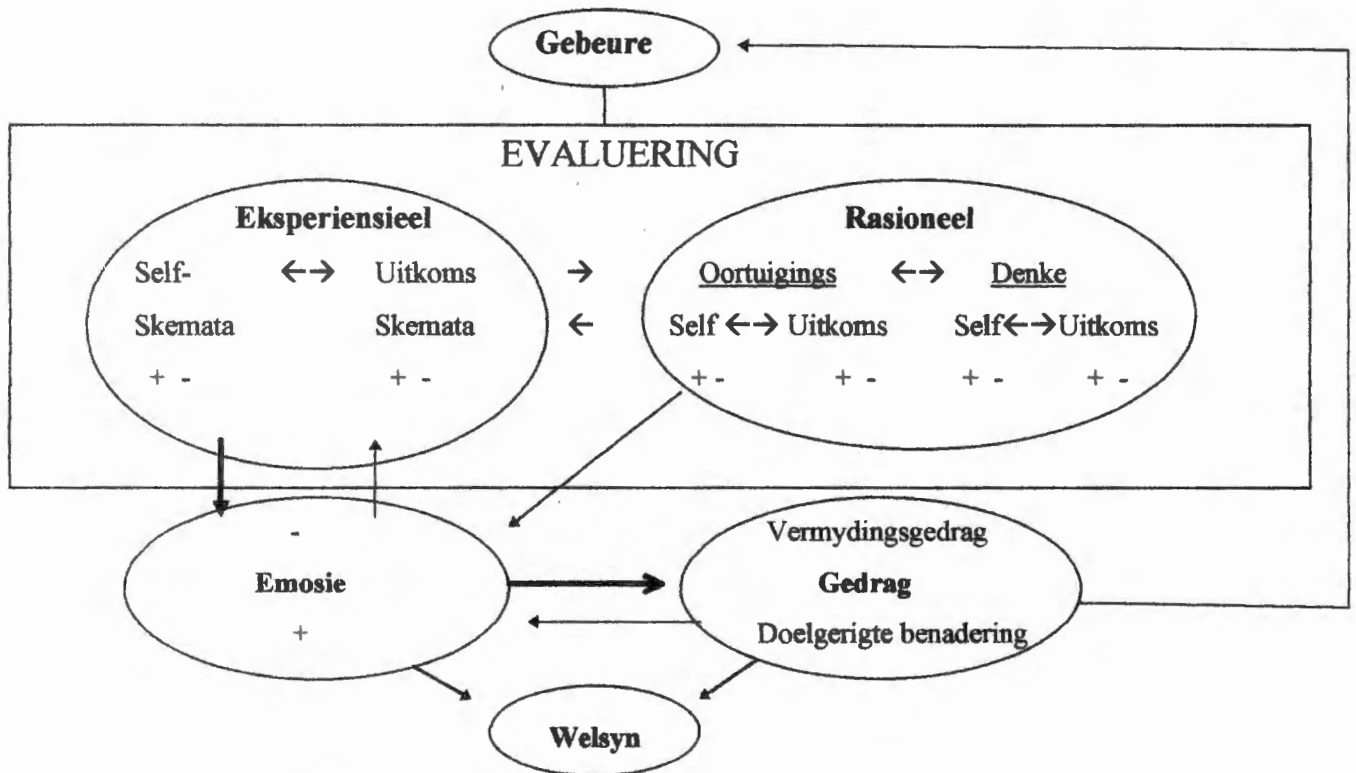 Gebeure
EVALUERING
Eksperiensieel
Self- ←→ Uitkoms
Skemata Skemata
+ - + -
→
←
Rasioneel
Oortuigings ←→ Denke
Self ←→ Uitkoms Self←→Uitkoms
+ - + - + - + -
-
Emosie
+
Vermydingsgedrag
Gedrag
Doelgerigte benadering
Welsyn